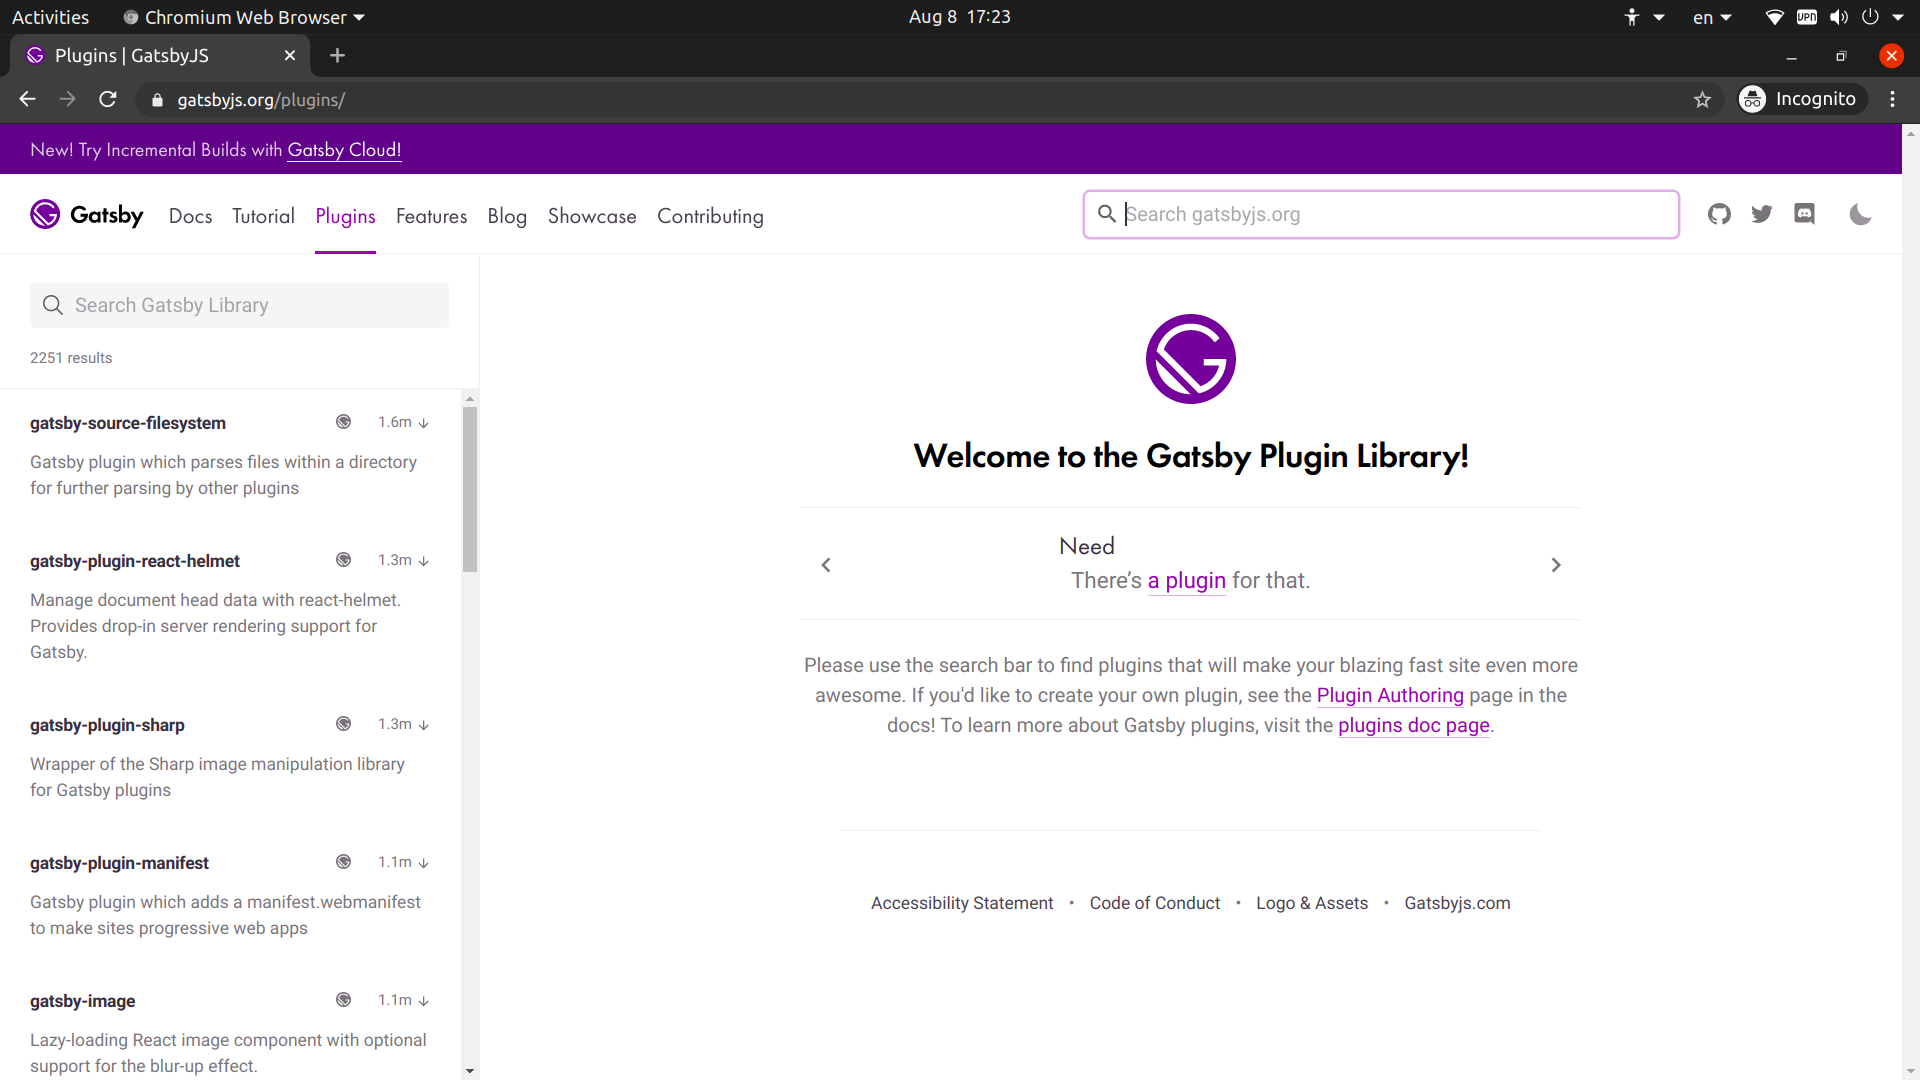 Activities
Chromium Web Browser
Aug 8 17:23
en
VPN
Plugins | GatsbyJS
gatsbyjs.org/plugins/
Incognito
New! Try Incremental Builds with Gatsby Cloud!
Gatsby
Docs
Tutorial
Plugins
Features
Blog
Showcase
Contributing
Search gatsbyjs.org
Search Gatsby Library
2251 results
gatsby-source-filesystem
1.6m
Gatsby plugin which parses files within a directory
for further parsing by other plugins
gatsby-plugin-react-helmet
1.3m
Manage document head data with react-helmet.
Provides drop-in server rendering support for
Gatsby.
gatsby-plugin-sharp
1.3m
Wrapper of the Sharp image manipulation library
for Gatsby plugins
gatsby-plugin-manifest
1.1m
Gatsby plugin which adds a manifest.webmanifest
to make sites progressive web apps
gatsby-image
1.1m
Lazy-loading React image component with optional
support for the blur-up effect.
Welcome to the Gatsby Plugin Library!
Need
There’s a plugin for that.
Please use the search bar to find plugins that will make your blazing fast site even more
awesome. If you'd like to create your own plugin, see the Plugin Authoring page in the
docs! To learn more about Gatsby plugins, visit the plugins doc page.
Accessibility Statement • Code of Conduct • Logo & Assets • Gatsbyjs.com